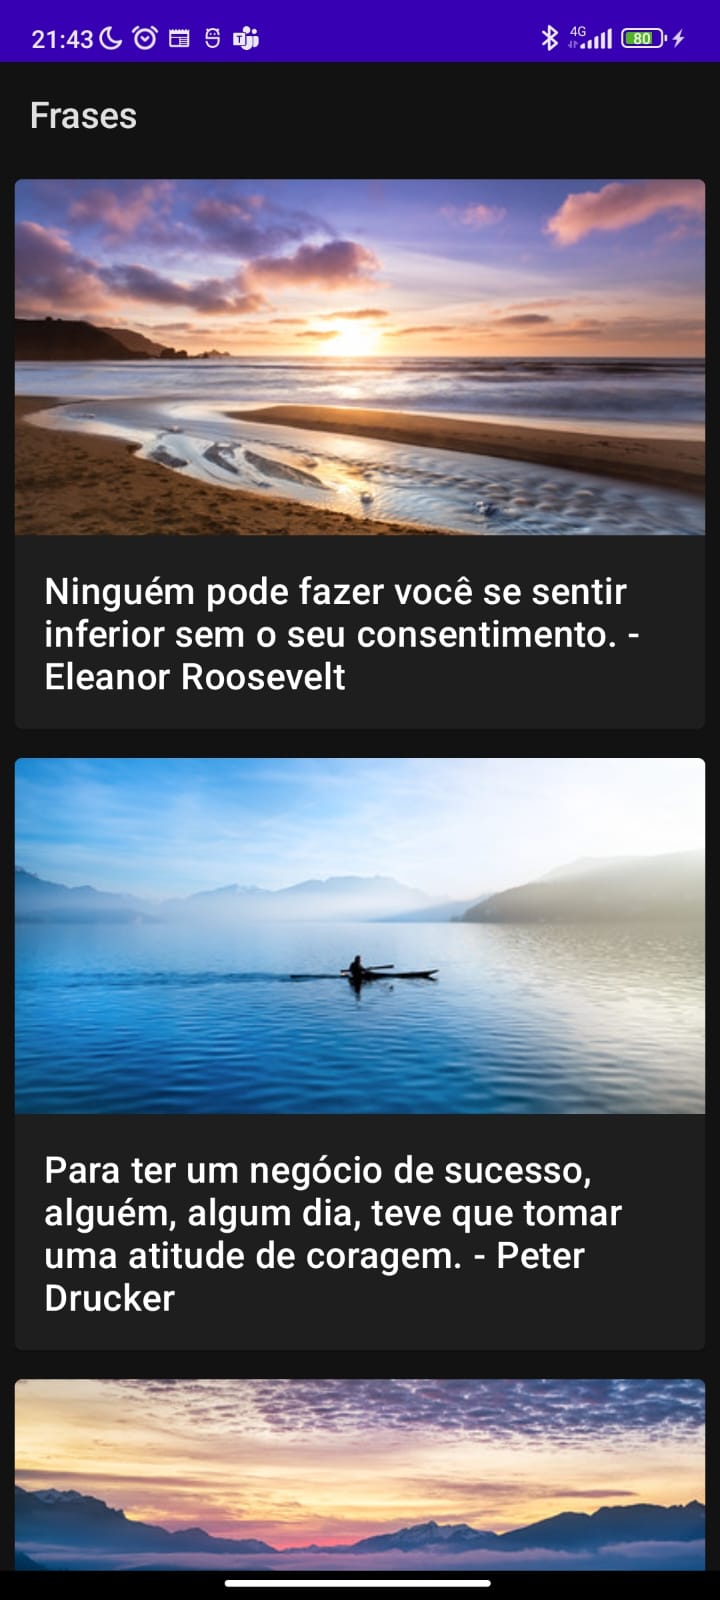 21:43 4G 80
Frases
Ninguém pode fazer você se sentir
inferior sem o seu consentimento. -
Eleanor Roosevelt
Para ter um negócio de sucesso,
alguém, algum dia, teve que tomar
uma atitude de coragem. - Peter
Drucker